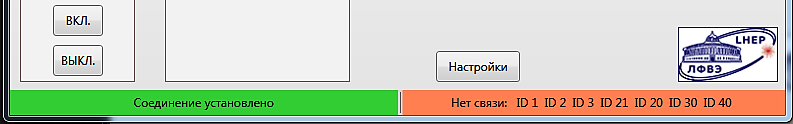 ВКЛ.
ВЫКЛ.
Настройки
LHEP
ЛФВЭ
Соединение установлено
Нет связи: ID 1 ID 2 ID 3 ID 21 ID 20 ID 30 ID 40